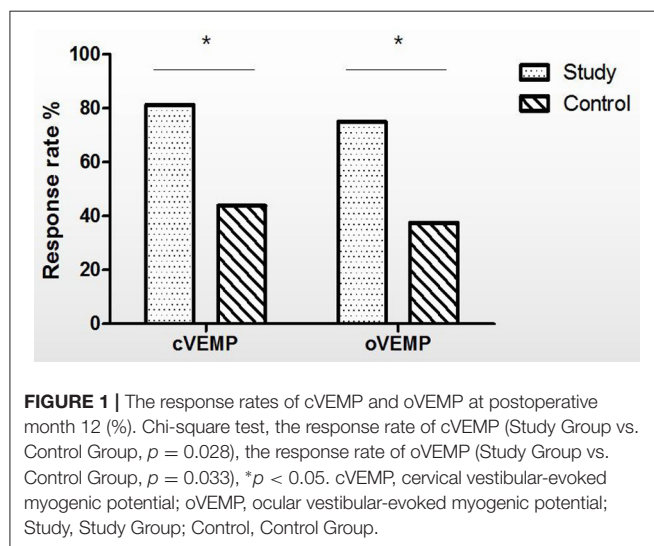 * *
100
80
60
40
20
0
Response rate %
cVEMP oVEMP
Study
Control
FIGURE 1 | The response rates of cVEMP and oVEMP at postoperative
month 12 (%). Chi-square test, the response rate of cVEMP (Study Group vs.
Control Group, p = 0.028), the response rate of oVEMP (Study Group vs.
Control Group, p = 0.033), *p < 0.05. cVEMP, cervical vestibular-evoked
myogenic potential; oVEMP, ocular vestibular-evoked myogenic potential;
Study, Study Group; Control, Control Group.